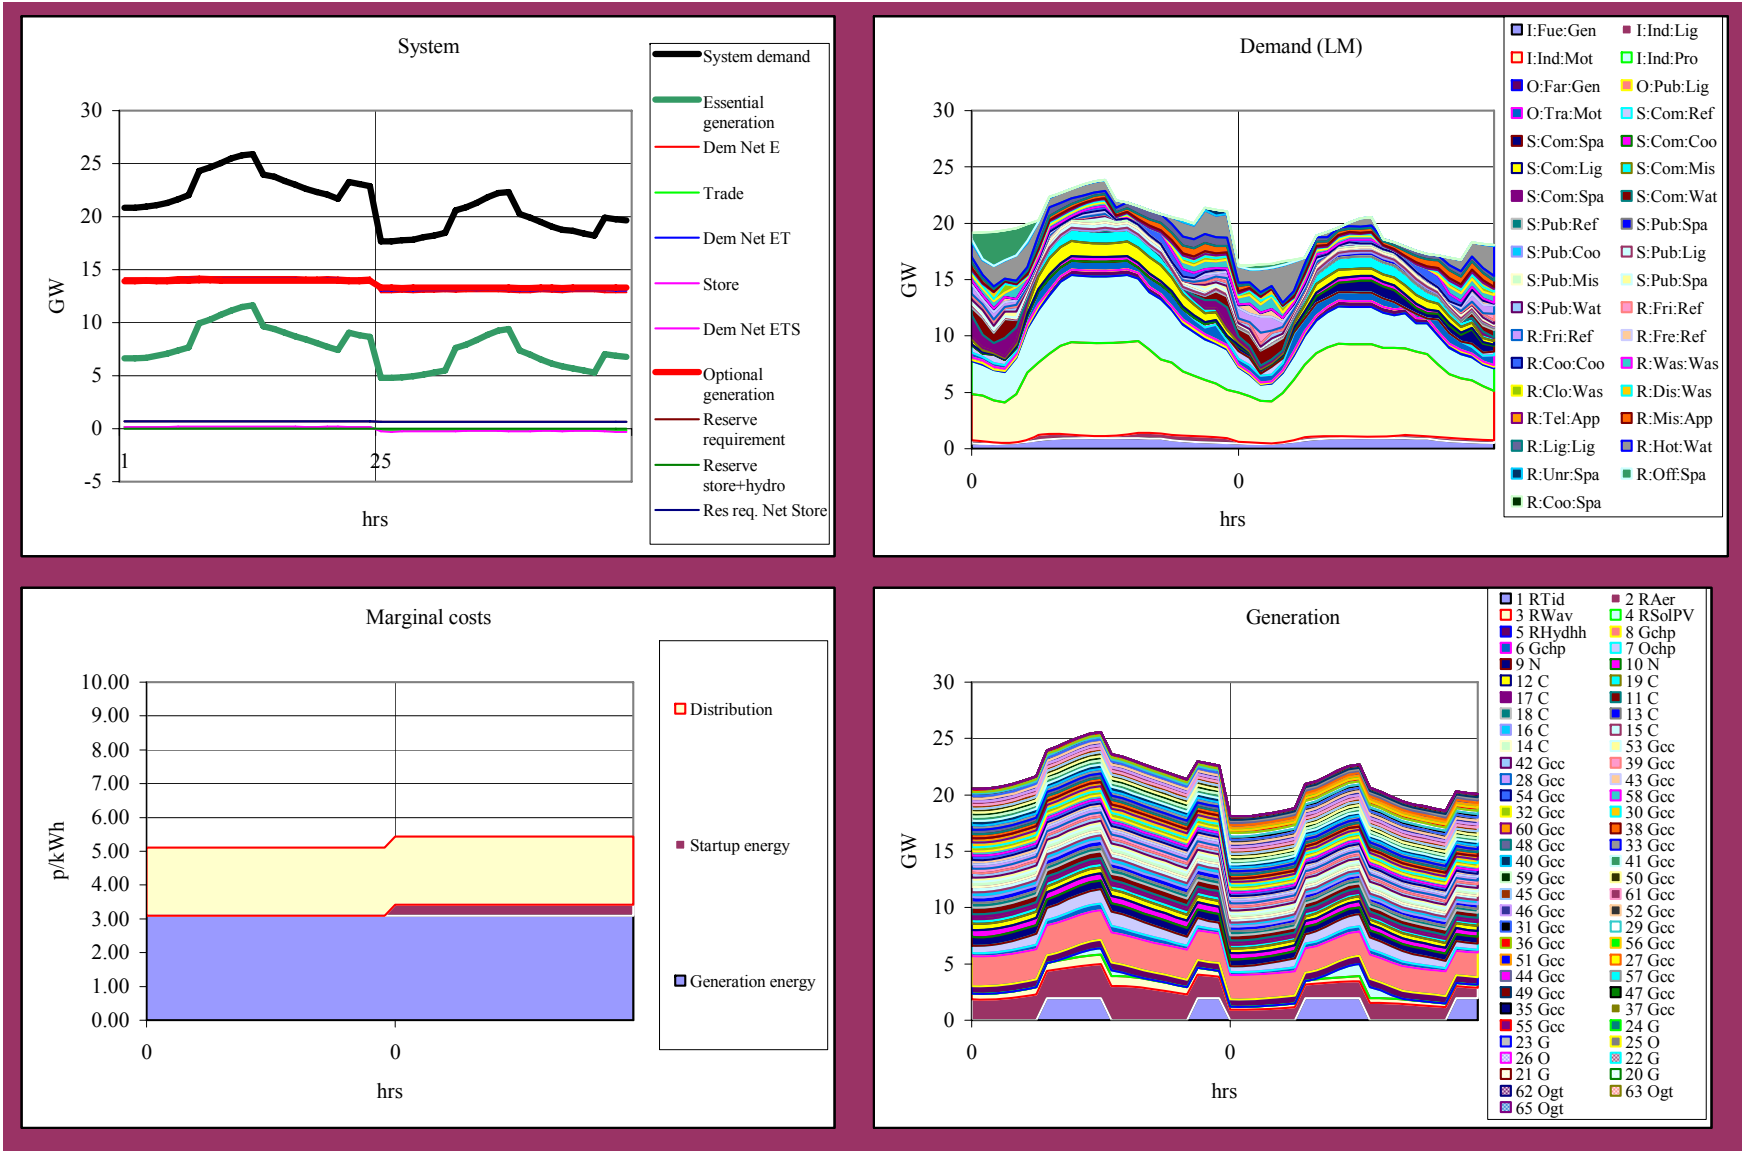 System
30
25
20
15
10
5
0
-5
GW
1
25
hrs
System demand
Essential
generation
Dem Net E
Trade
Dem Net ET
Store
Dem Net ETS
Optional
generation
Reserve
requirement
Reserve
store+hydro
Res req. Net Store
Demand (LM)
30
25
20
15
10
5
0
GW
0
0
hrs
I:Fue:Gen I:Ind:Lig
I:Ind:Mot I:Ind:Pro
O:Far:Gen O:Pub:Lig
O:Tra:Mot S:Com:Ref
S:Com:Spa S:Com:Coo
S:Com:Lig S:Com:Mis
S:Com:Spa S:Com:Wat
S:Pub:Ref S:Pub:Spa
S:Pub:Coo S:Pub:Lig
S:Pub:Mis S:Pub:Spa
S:Pub:Wat R:Fri:Ref
R:Fri:Ref R:Fre:Ref
R:Coo:Coo R:Was:Was
R:Clo:Was R:Dis:Was
R:Tel:App R:Mis:App
R:Lig:Lig R:Hot:Wat
R:Unr:Spa R:Off:Spa
R:Coo:Spa
Marginal costs
10.00
9.00
8.00
7.00
6.00
5.00
4.00
3.00
2.00
1.00
0.00
p/kWh
0
0
hrs
Distribution
Startup energy
Generation energy
Generation
30
25
20
15
10
5
0
GW
0
0
hrs
1 RTid 2 RAer
3 RWav 4 RSolPV
5 RHydhh 8 Gchp
6 Gchp 7 Ochp
9 N 10 N
12 C 19 C
17 C 11 C
18 C 13 C
16 C 15 C
14 C 53 Gcc
42 Gcc 39 Gcc
28 Gcc 43 Gcc
54 Gcc 58 Gcc
32 Gcc 30 Gcc
60 Gcc 38 Gcc
48 Gcc 33 Gcc
40 Gcc 41 Gcc
59 Gcc 50 Gcc
45 Gcc 61 Gcc
46 Gcc 52 Gcc
31 Gcc 29 Gcc
36 Gcc 56 Gcc
51 Gcc 27 Gcc
44 Gcc 57 Gcc
49 Gcc 47 Gcc
35 Gcc 37 Gcc
55 Gcc 24 G
23 G 25 O
26 O 22 G
21 G 20 G
62 Ogt 63 Ogt
65 Ogt